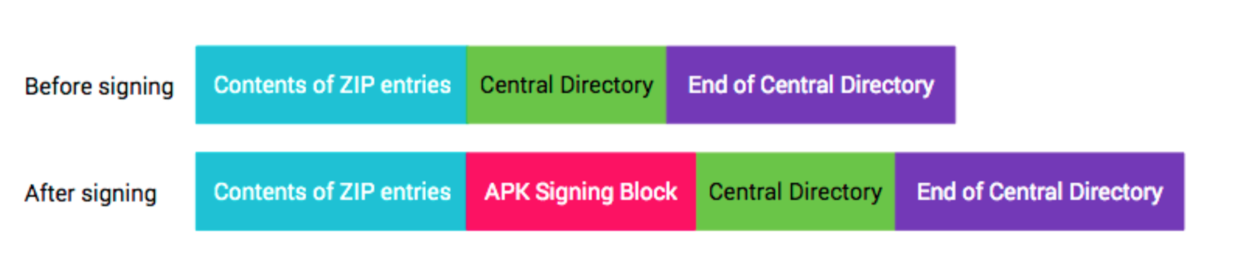 Before signing Contents of ZIP entries Central Directory End of Central Directory
After signing Contents of ZIP entries APK Signing Block Central Directory End of Central Directory